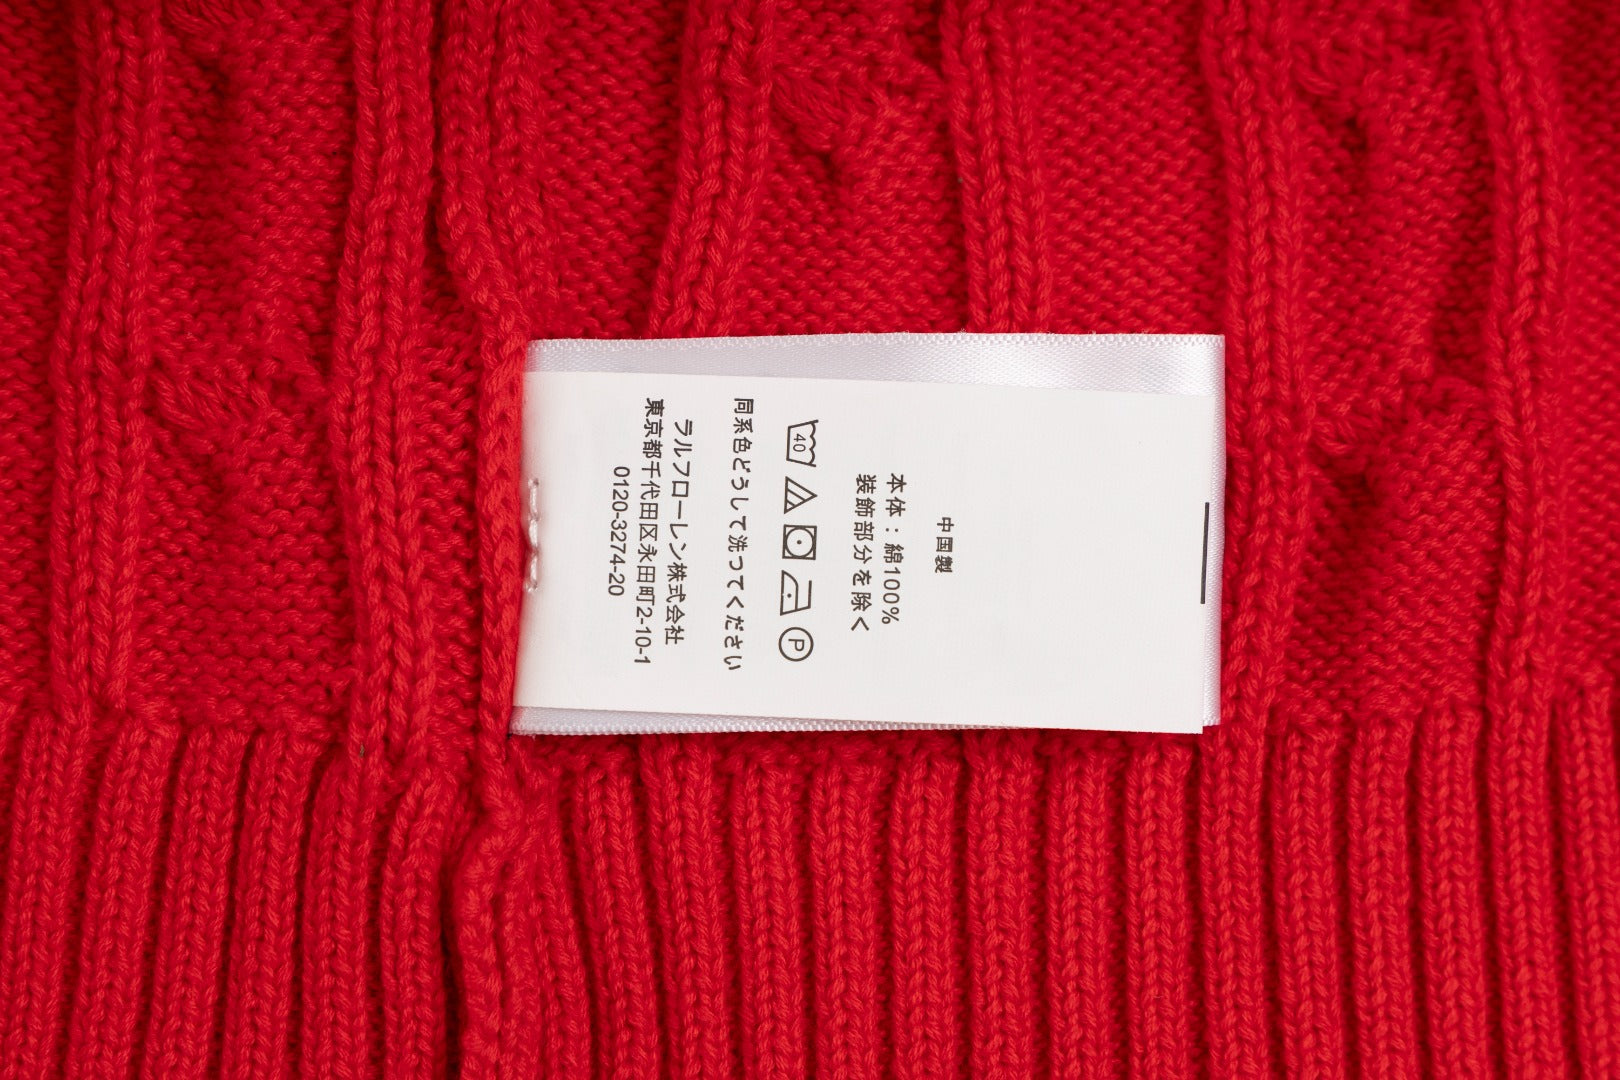 中国製
本体：綿100%
装飾部分を除く
40
P
同系色どうして洗ってください
ラルフローレン株式会社
東京都千代田区永田町2-10-1
0120-3274-20